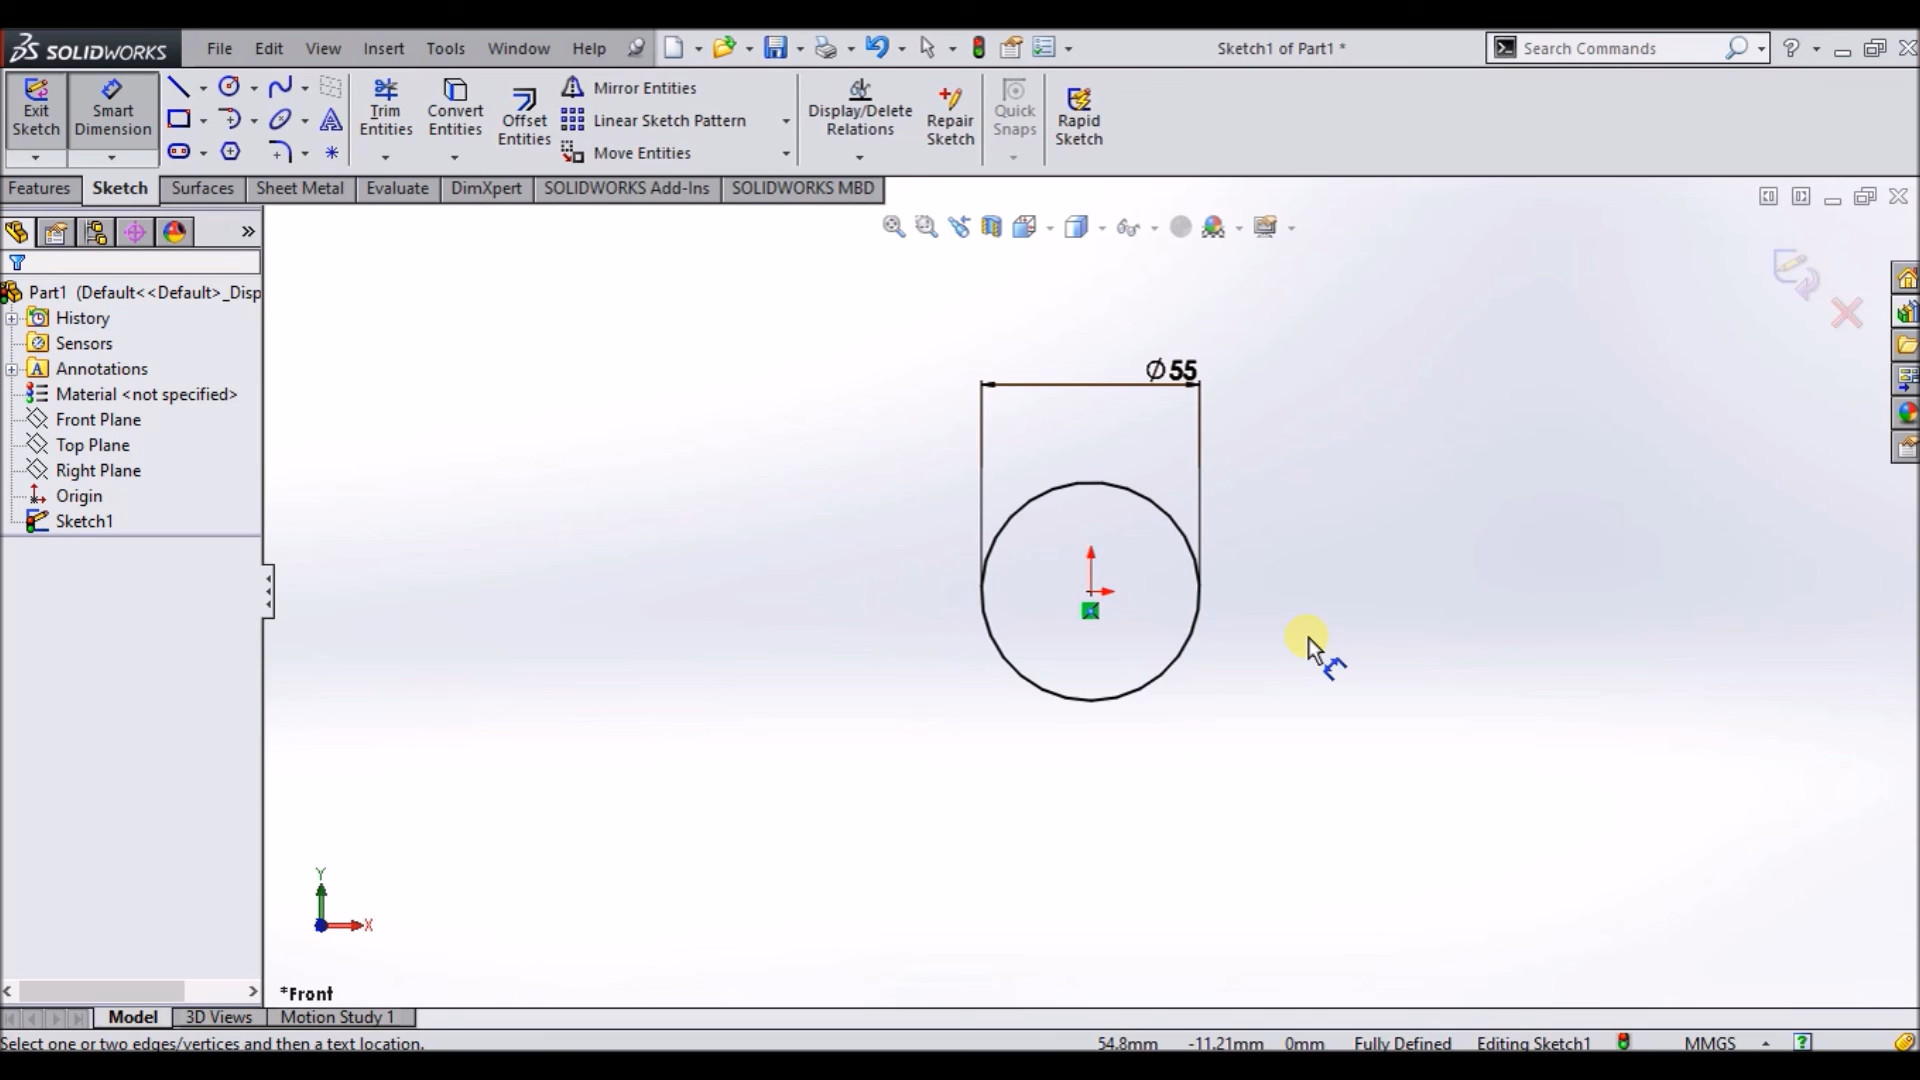 SOLIDWORKS File Edit View Insert Tools Window Help Sketch1 of Part1 * Search Commands
Exit Sketch
Smart Dimension
Trim Entities
Convert Entities
Offset Entities
Mirror Entities
Linear Sketch Pattern
Move Entities
Display/Delete Relations
Repair Sketch
Quick Snaps
Rapid Sketch
Features Sketch Surfaces Sheet Metal Evaluate DimXpert SOLIDWORKS Add-Ins SOLIDWORKS MBD
Part1 (Default<<Default>_Disp
History
Sensors
Annotations
Material <not specified>
Front Plane
Top Plane
Right Plane
Origin
Sketch1
∅55
Y
X
*Front
Model 3D Views Motion Study 1
Select one or two edges/vertices and then a text location. 54.8mm -11.21mm 0mm Fully Defined Editing Sketch1 MMGS